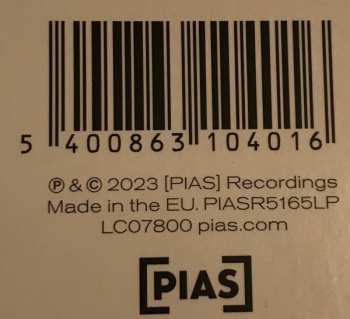 5 400863 104016
℗ & © 2023 [PIAS] Recordings
Made in the EU. PIASR5165LP
LC07800 pias.com
[PIAS]